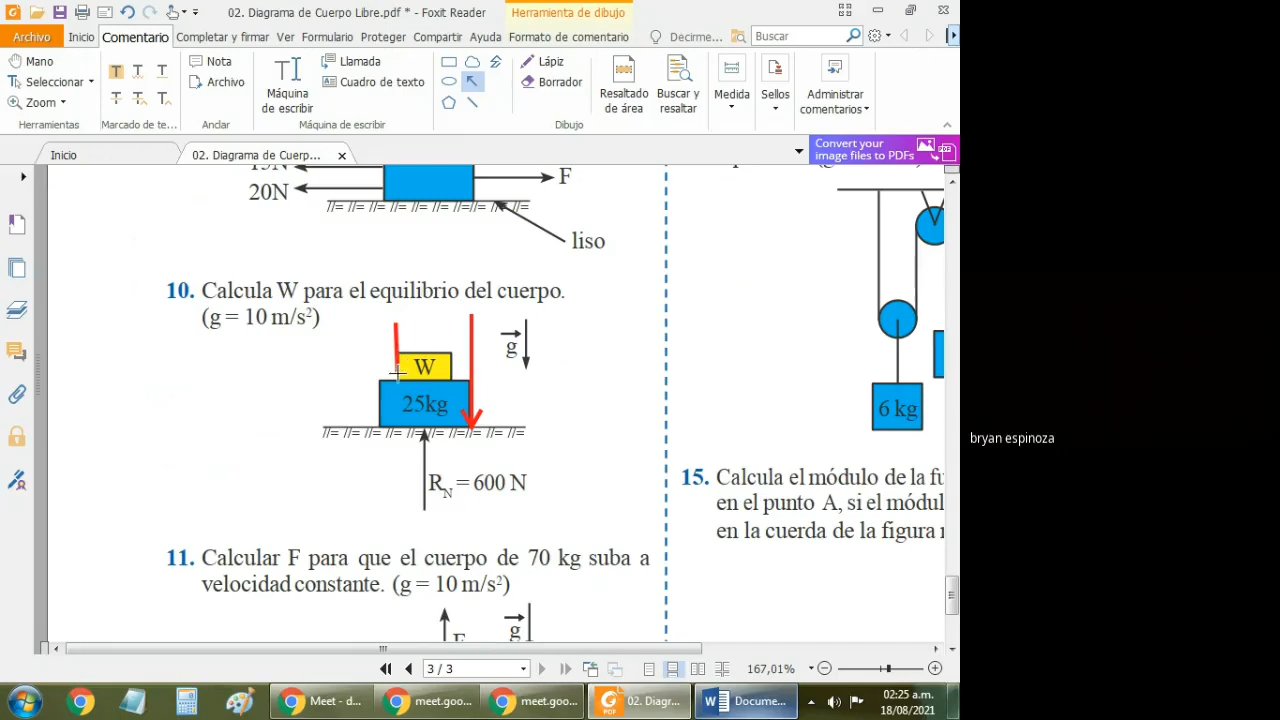 02. Diagrama de Cuerpo Libre.pdf * - Foxit Reader
Herramienta de dibujo
Archivo
Inicio
Comentario
Completar y firmar
Ver
Formulario
Proteger
Compartir
Ayuda
Formato de comentario
Decirme...
Buscar
Mano
Seleccionar
Zoom
Herramientas
Marcado de te...
Nota
Archivo
Anclar
Máquina de escribir
Llamada
Cuadro de texto
Máquina de escribir
Lápiz
Borrador
Dibujo
Resaltado de área
Buscar y resaltar
Medida
Sellos
Administrar comentarios
Inicio
02. Diagrama de Cuerp...
Convert your
image files to PDFs
PDF
20N
F
liso
10. Calcula W para el equilibrio del cuerpo.
(g = 10 m/s²)
g
W
25kg
R_N = 600 N
11. Calcular F para que el cuerpo de 70 kg suba a
velocidad constante. (g = 10 m/s²)
g
6 kg
15. Calcula el módulo de la fu
en el punto A, si el módul
en la cuerda de la figura
bryan espinoza
3 / 3
167,01%
Meet - d...
meet.goo...
meet.goo...
02. Diagr...
Docume...
02:25 a.m.
18/08/2021